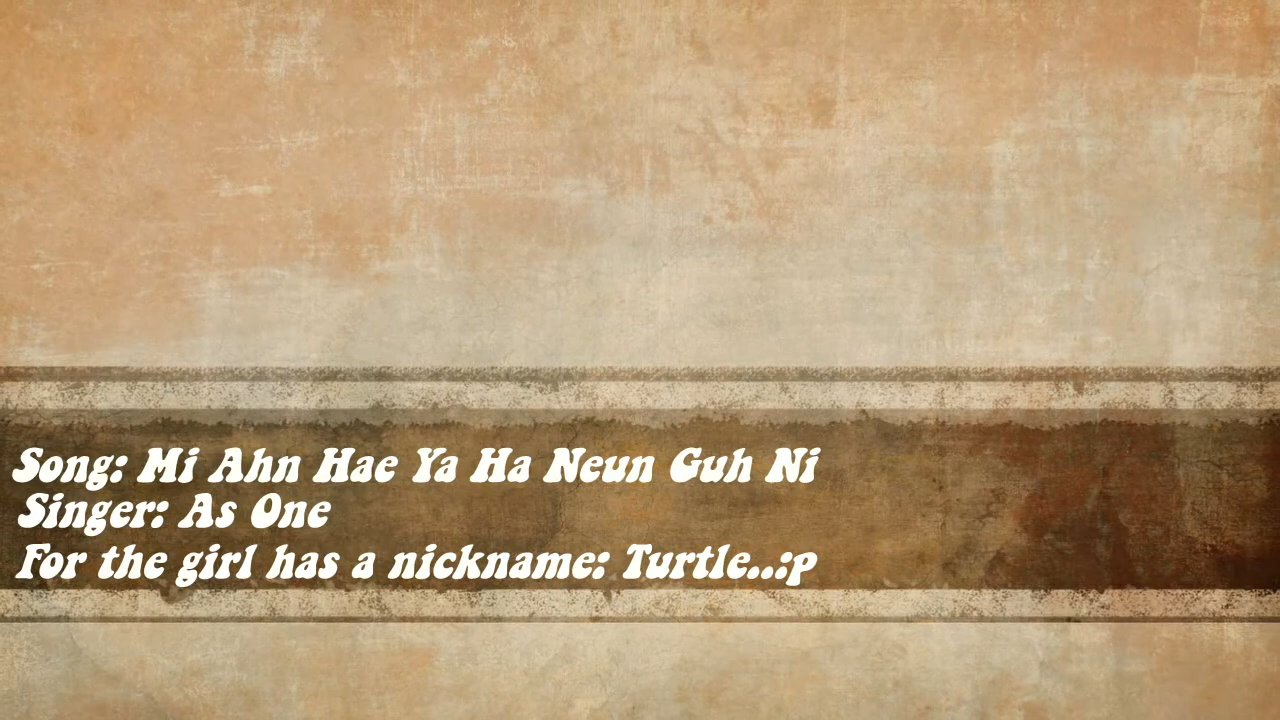 Song: Mi Ahn Hae Ya Ha Neun Guh Ni
Singer: As One
For the girl has a nickname: Turtle..:p